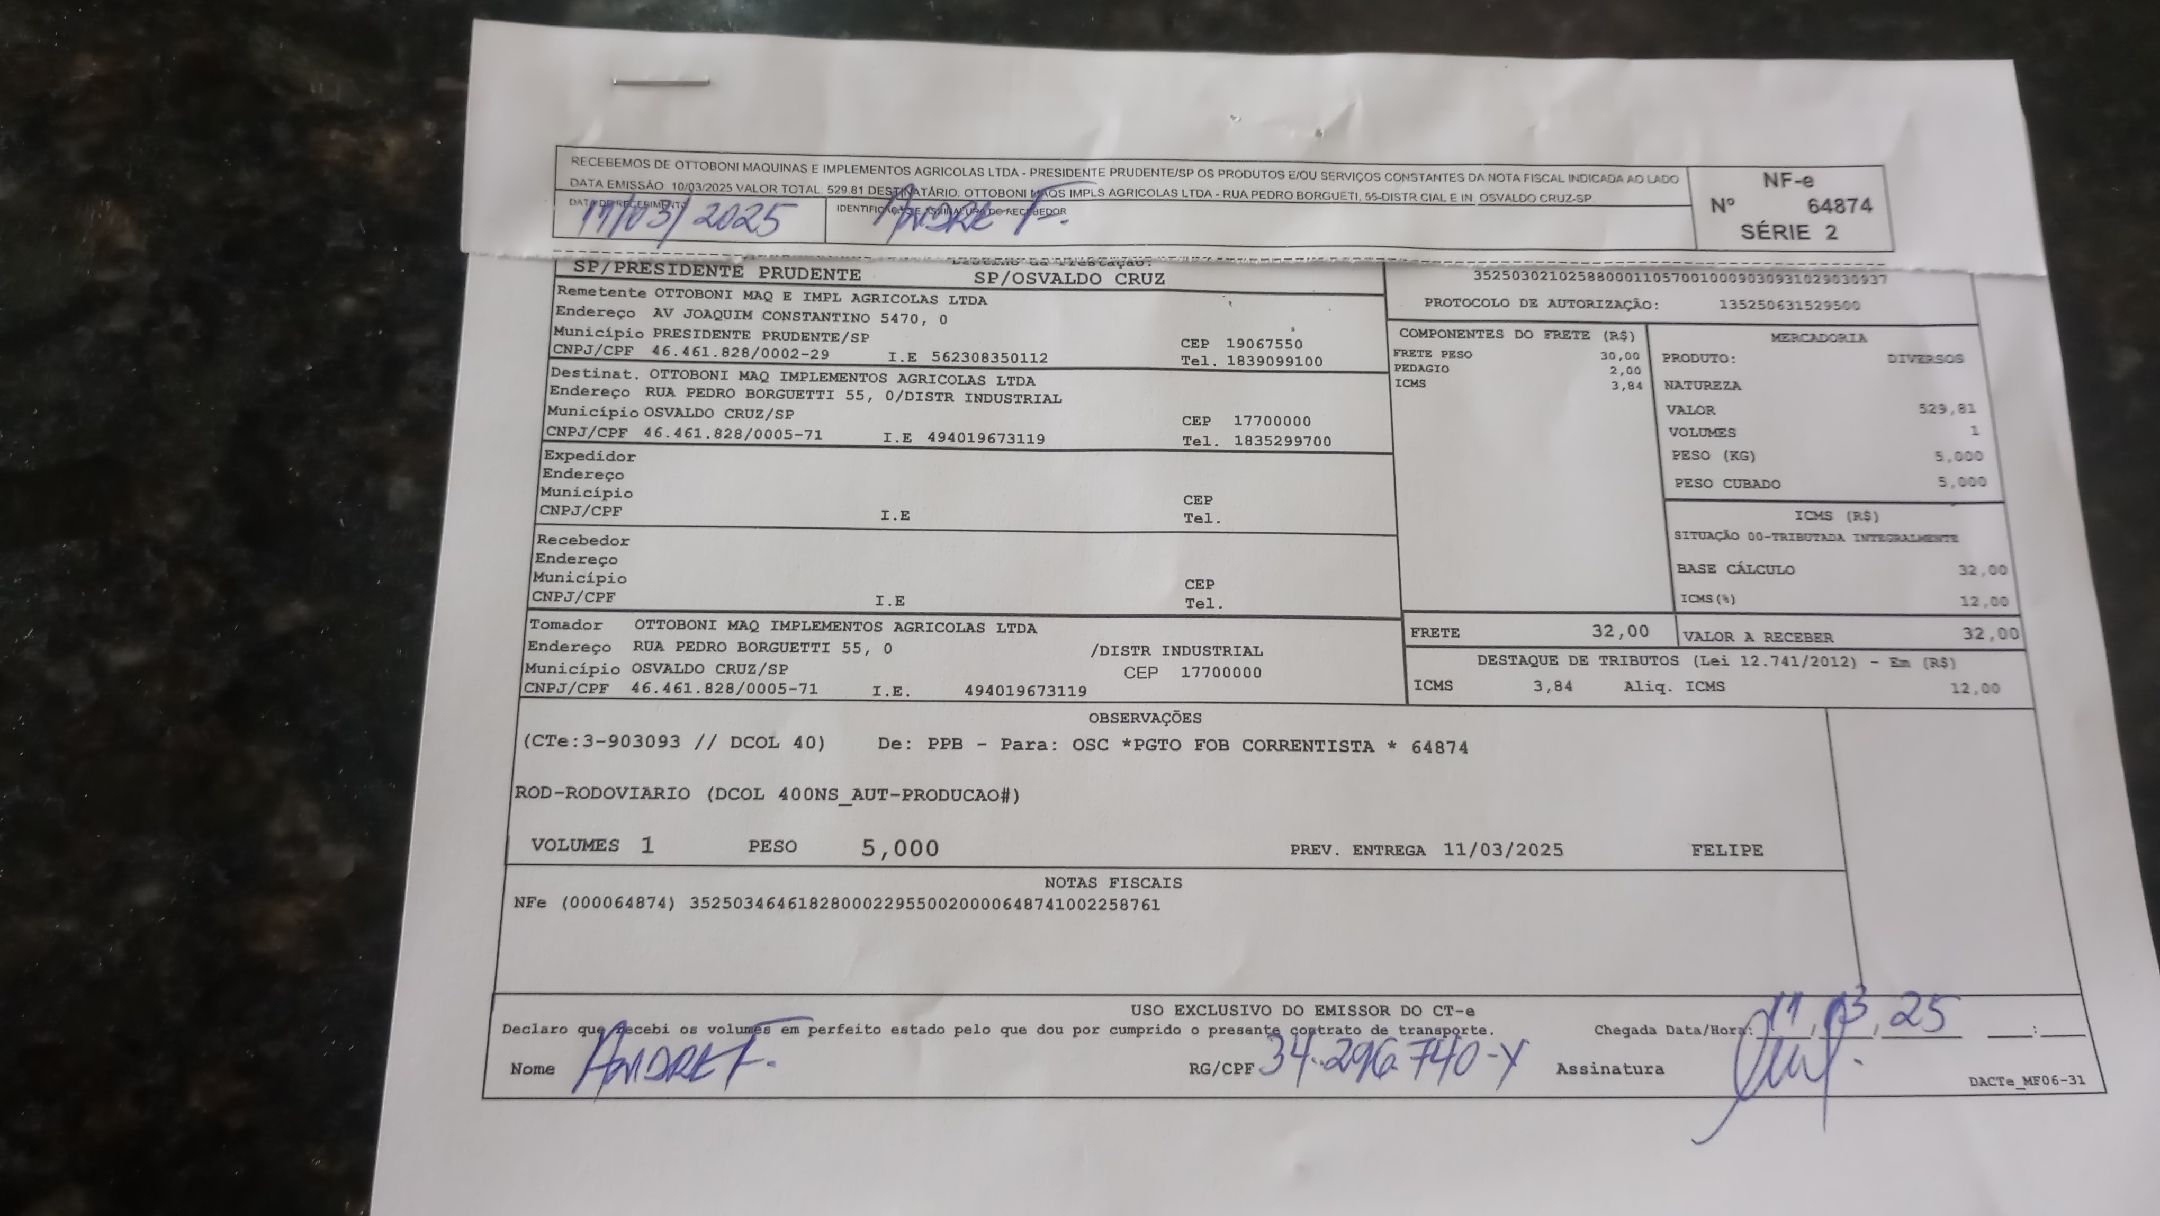 RECEBEMOS DE OTTOBONI MAQUINAS E IMPLEMENTOS AGRICOLAS LTDA - PRESIDENTE PRUDENTE/SP OS PRODUTOS E/OU SERVIÇOS CONSTANTES DA NOTA FISCAL INDICADA AO LADO
DATA EMISSÃO: 10/03/2025 VALOR TOTAL: 529.81 DESTINATÁRIO: OTTOBONI MAQS IMPLS AGRICOLAS LTDA - RUA PEDRO BORGUETI, 55-DISTR CIAL E IN. OSVALDO CRUZ-SP
DATA DE RECEBIMENTO
11/03/2025
IDENTIFICAÇÃO E ASSINATURA DO RECEBEDOR
ANDRE F.
NF-e
Nº 64874
SÉRIE 2
SP/PRESIDENTE PRUDENTE SP/OSVALDO CRUZ
Remetente OTTOBONI MAQ E IMPL AGRICOLAS LTDA
Endereço AV JOAQUIM CONSTANTINO 5470, 0
Município PRESIDENTE PRUDENTE/SP CEP 19067550
CNPJ/CPF 46.461.828/0002-29 I.E 562308350112 Tel. 1839099100
Destinat. OTTOBONI MAQ IMPLEMENTOS AGRICOLAS LTDA
Endereço RUA PEDRO BORGUETTI 55, 0/DISTR INDUSTRIAL
Município OSVALDO CRUZ/SP CEP 17700000
CNPJ/CPF 46.461.828/0005-71 I.E 494019673119 Tel. 1835299700
Expedidor
Endereço
Município CEP
CNPJ/CPF I.E Tel.
Recebedor
Endereço
Município CEP
CNPJ/CPF I.E Tel.
Tomador OTTOBONI MAQ IMPLEMENTOS AGRICOLAS LTDA
Endereço RUA PEDRO BORGUETTI 55, 0 /DISTR INDUSTRIAL
Município OSVALDO CRUZ/SP CEP 17700000
CNPJ/CPF 46.461.828/0005-71 I.E. 494019673119
35250302102588000110570010009030931029030937
PROTOCOLO DE AUTORIZAÇÃO: 135250631529500
COMPONENTES DO FRETE (R$)
FRETE PESO 30,00
PEDAGIO 2,00
ICMS 3,84
MERCADORIA
PRODUTO: DIVERSOS
NATUREZA
VALOR 529,81
VOLUMES 1
PESO (KG) 5,000
PESO CUBADO 5,000
ICMS (R$)
SITUAÇÃO 00-TRIBUTADA INTEGRALMENTE
BASE CÁLCULO 32,00
ICMS(%) 12,00
FRETE 32,00 VALOR A RECEBER 32,00
DESTAQUE DE TRIBUTOS (Lei 12.741/2012) - Em (R$)
ICMS 3,84 Aliq. ICMS 12,00
OBSERVAÇÕES
(CTe:3-903093 // DCOL 40) De: PPB - Para: OSC *PGTO FOB CORRENTISTA * 64874
ROD-RODOVIARIO (DCOL 400NS_AUT-PRODUCAO#)
VOLUMES 1 PESO 5,000 PREV. ENTREGA 11/03/2025 FELIPE
NOTAS FISCAIS
NFe (000064874) 35250346461828000229550020000648741002258761
USO EXCLUSIVO DO EMISSOR DO CT-e
Declaro que recebi os volumes em perfeito estado pelo que dou por cumprido o presente contrato de transporte. Chegada Data/Hora: 11/03/25 __:__
Nome ANDRE F. RG/CPF 34.296.740-X Assinatura
DACTe_MF06-31